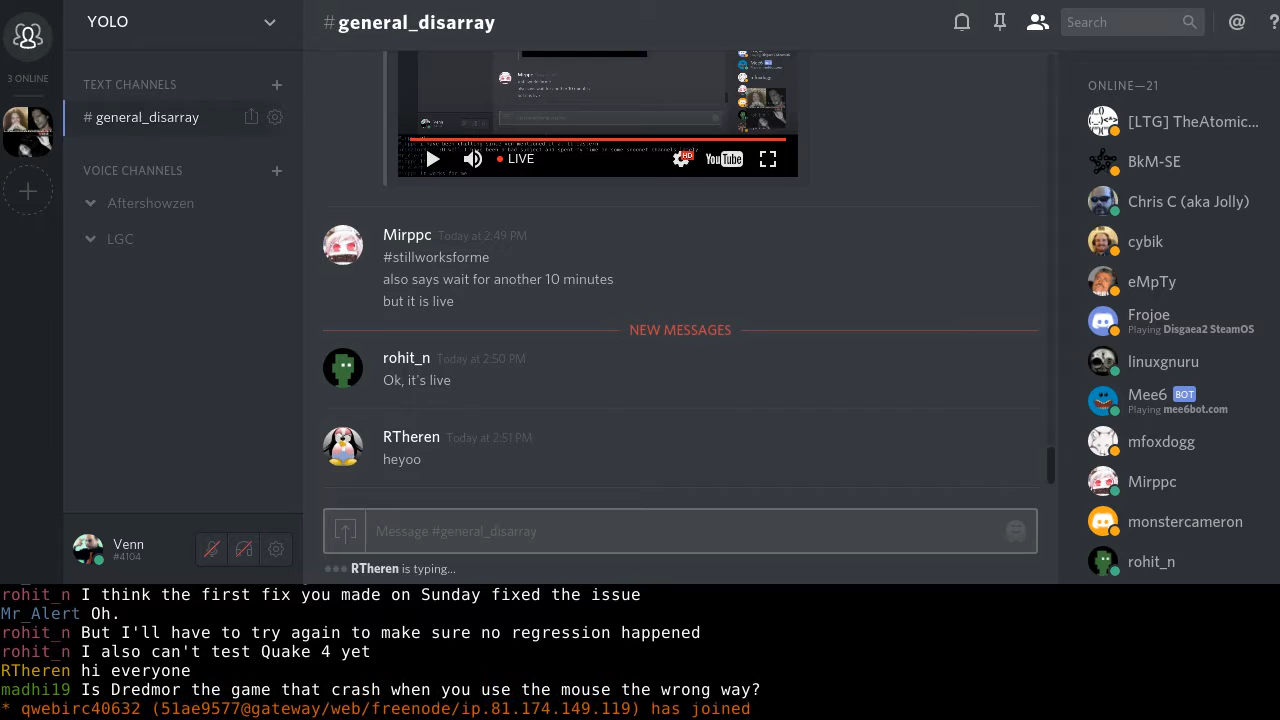 YOLO
#general_disarray
Search
@
?
3 ONLINE
TEXT CHANNELS
# general_disarray
VOICE CHANNELS
Aftershowzen
LGC
Venn
#4104
LIVE
HD
YouTube
Mirppc Today at 2:49 PM
#stillworksforme
also says wait for another 10 minutes
but it is live
NEW MESSAGES
rohit_n Today at 2:50 PM
Ok, it's live
RTheren Today at 2:51 PM
heyoo
Message #general_disarray
RTheren is typing...
ONLINE—21
[LTG] TheAtomic...
BkM-SE
Chris C (aka Jolly)
cybik
eMpTy
Frojoe
Playing Disgaea2 SteamOS
linuxgnuru
Mee6 BOT
Playing mee6bot.com
mfoxdogg
Mirppc
monstercameron
rohit_n
rohit_n I think the first fix you made on Sunday fixed the issue
Mr_Alert Oh.
rohit_n But I'll have to try again to make sure no regression happened
rohit_n I also can't test Quake 4 yet
RTheren hi everyone
madhi19 Is Dredmor the game that crash when you use the mouse the wrong way?
* qwebirc40632 (51ae9577@gateway/web/freenode/ip.81.174.149.119) has joined